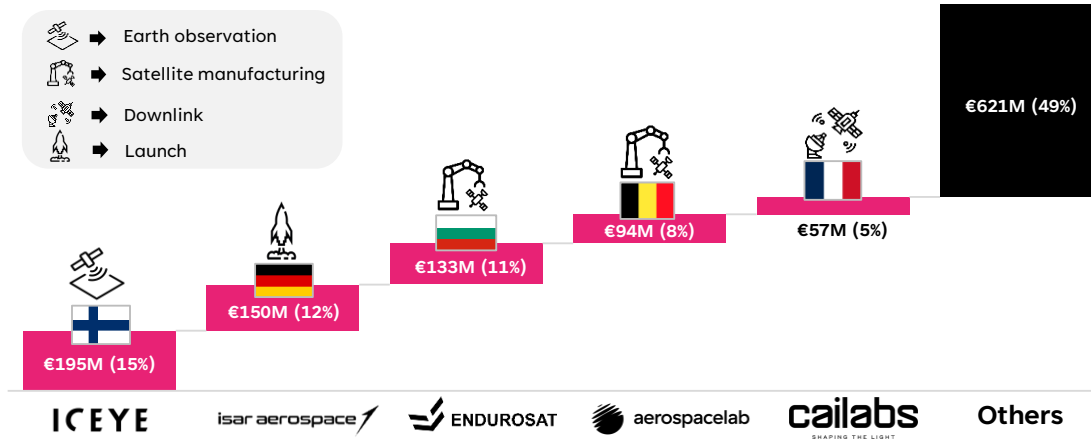 Earth observation
Satellite manufacturing
Downlink
Launch
€621M (49%)
€57M (5%)
€94M (8%)
€133M (11%)
€150M (12%)
€195M (15%)
ICEYE
isar aerospace
ENDUROSAT
aerospacelab
cailabs
SHAPING THE LIGHT
Others